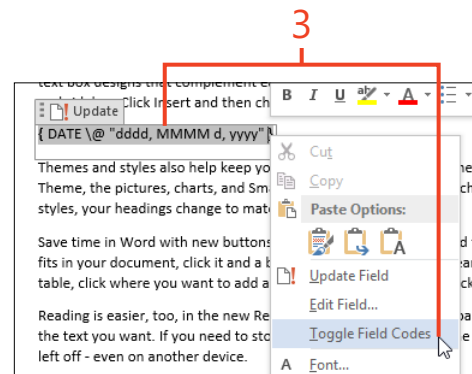 3
text box designs that complement e
Click Insert and then ch
Update
B I U aby A
{ DATE \@ "dddd, MMMM d, yyyy" }
Cut
Copy
Paste Options:
A
Update Field
Edit Field...
Toggle Field Codes
A Font...
Themes and styles also help keep yo
Theme, the pictures, charts, and Sm
styles, your headings change to mat
Save time in Word with new buttons
fits in your document, click it and a b
table, click where you want to add a
Reading is easier, too, in the new Re
the text you want. If you need to sto
left off - even on another device.